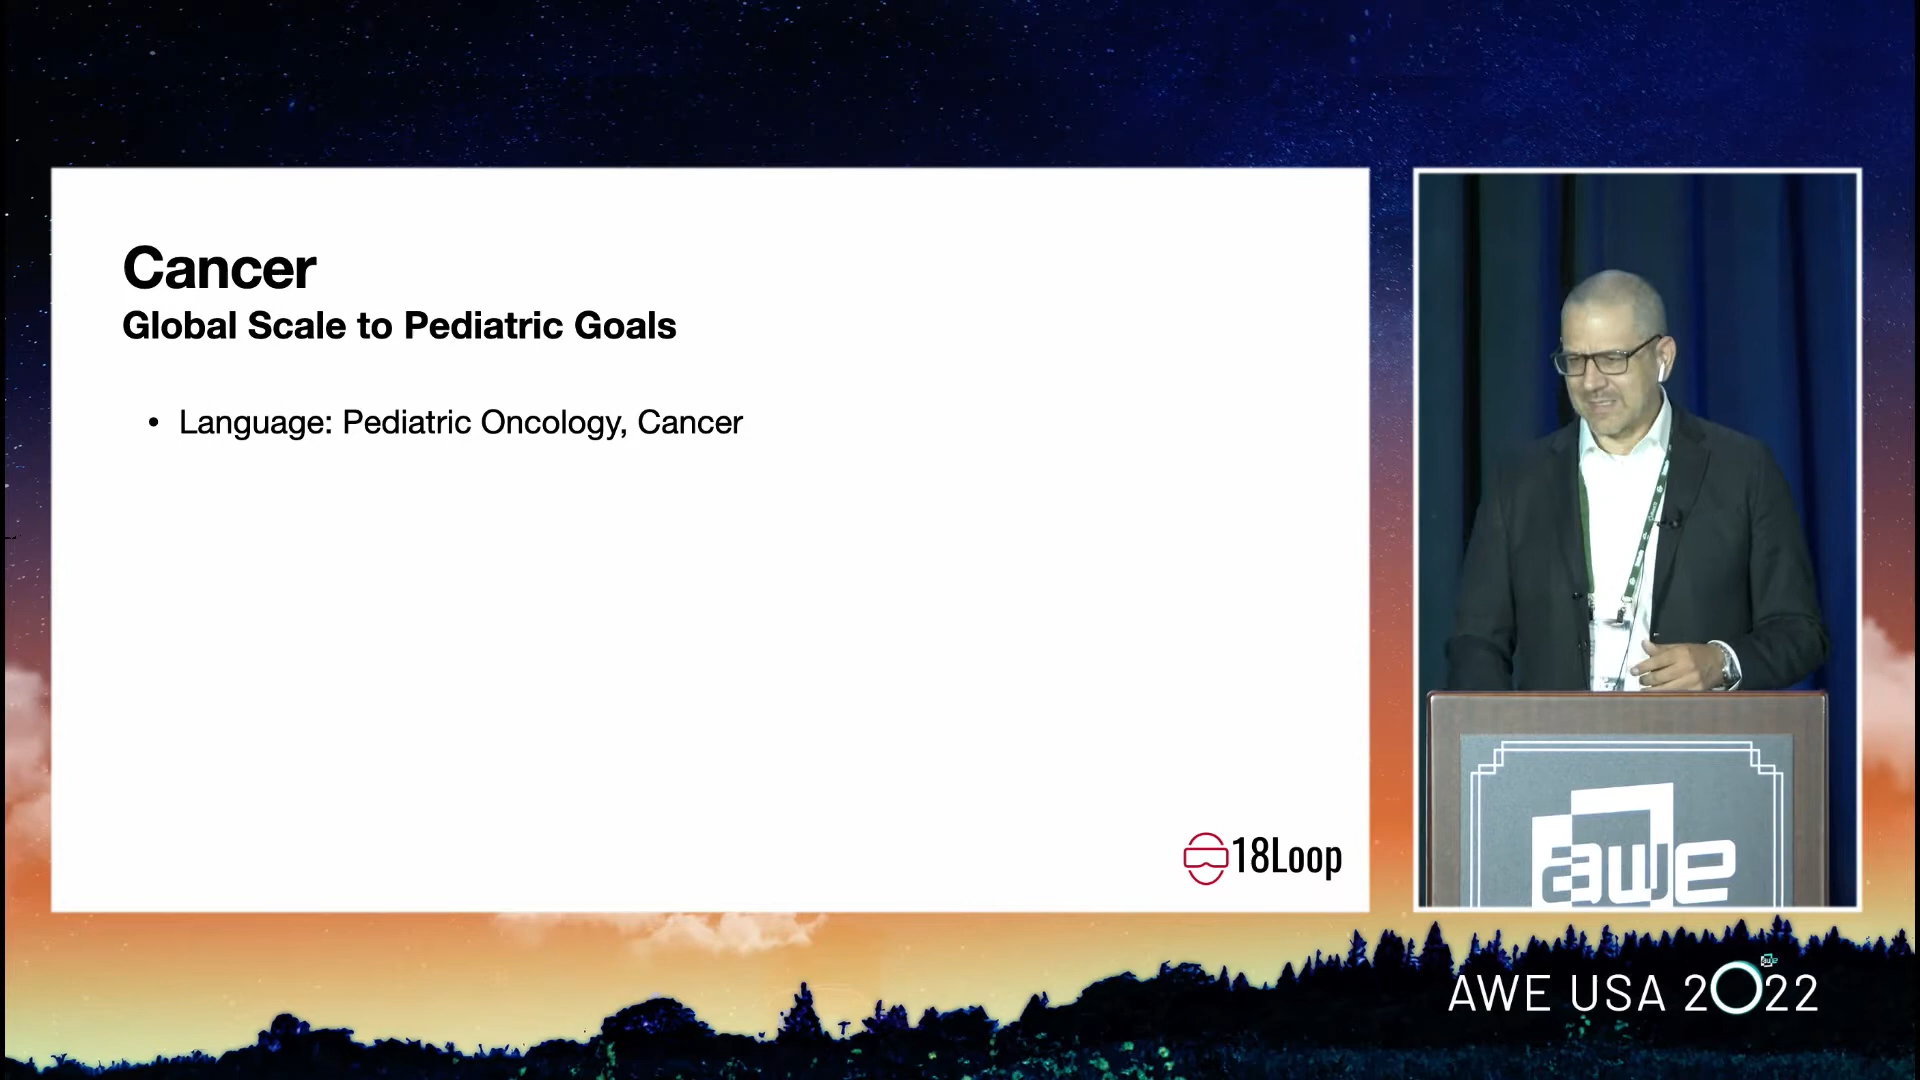 Cancer
Global Scale to Pediatric Goals
• Language: Pediatric Oncology, Cancer
18Loop
awe
AWE USA 2022